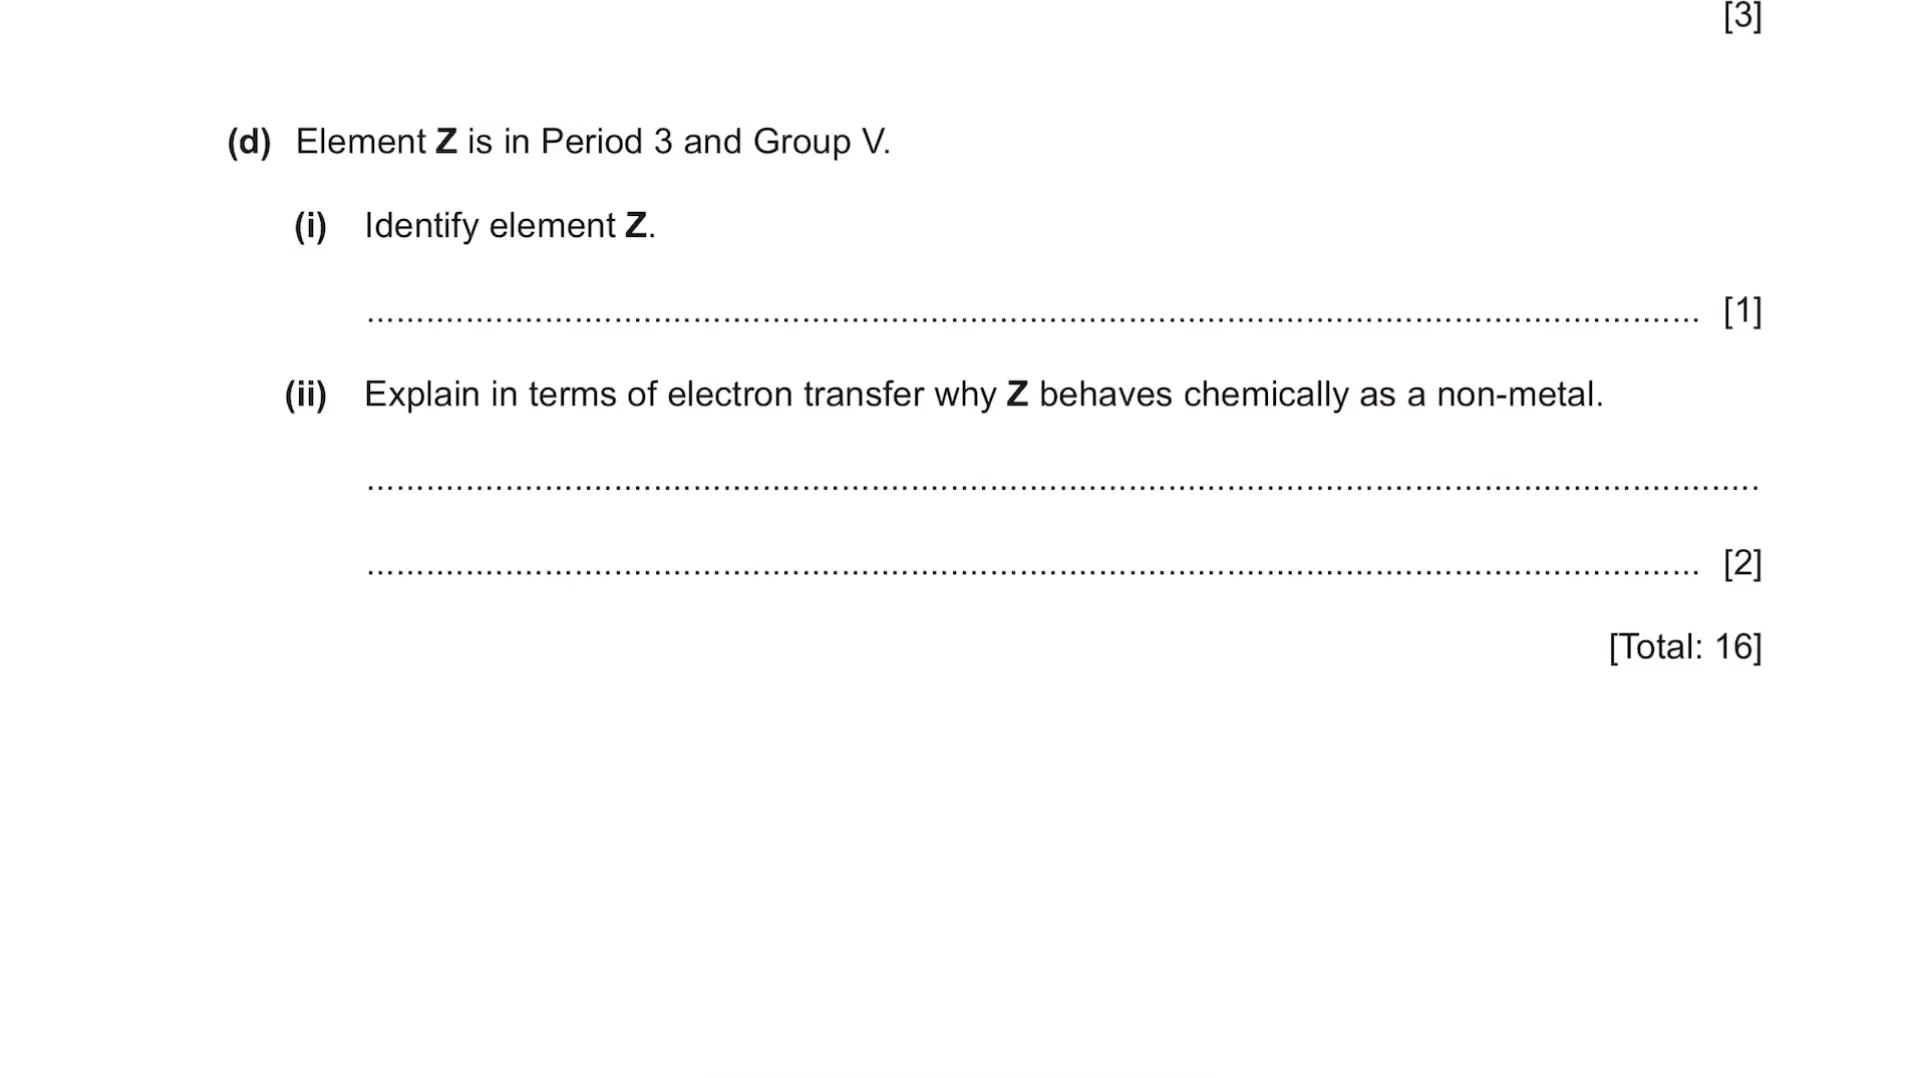 [3]
(d) Element Z is in Period 3 and Group V.
(i) Identify element Z.
.......................................................................................................................................... [1]
(ii) Explain in terms of electron transfer why Z behaves chemically as a non-metal.
................................................................................................................................................
.......................................................................................................................................... [2]
[Total: 16]